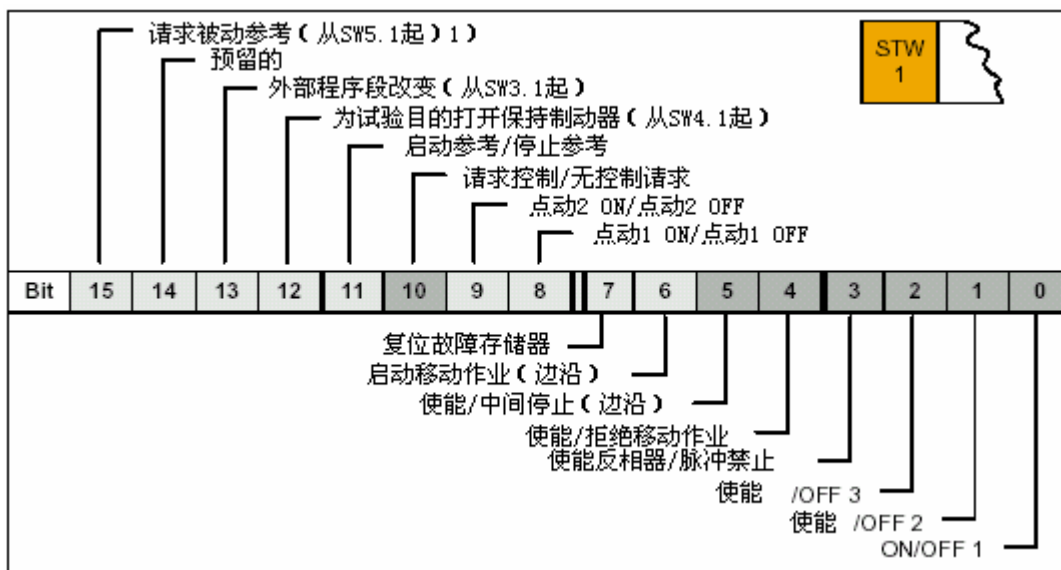 请求被动参考(从SW5.1起)1)
STW
1
预留的
外部程序段改变(从SW3.1起)
为试验目的打开保持制动器(从SW4.1起)
启动参考/停止参考
请求控制/无控制请求
点动2 ON/点动2 OFF
点动1 ON/点动1 OFF
Bit 15 14 13 12 11 10 9 8 7 6 5 4 3 2 1 0
复位故障存储器
启动移动作业(边沿)
使能/中间停止(边沿)
使能/拒绝移动作业
使能反相器/脉冲禁止
使能 /OFF 3
使能 /OFF 2
ON/OFF 1